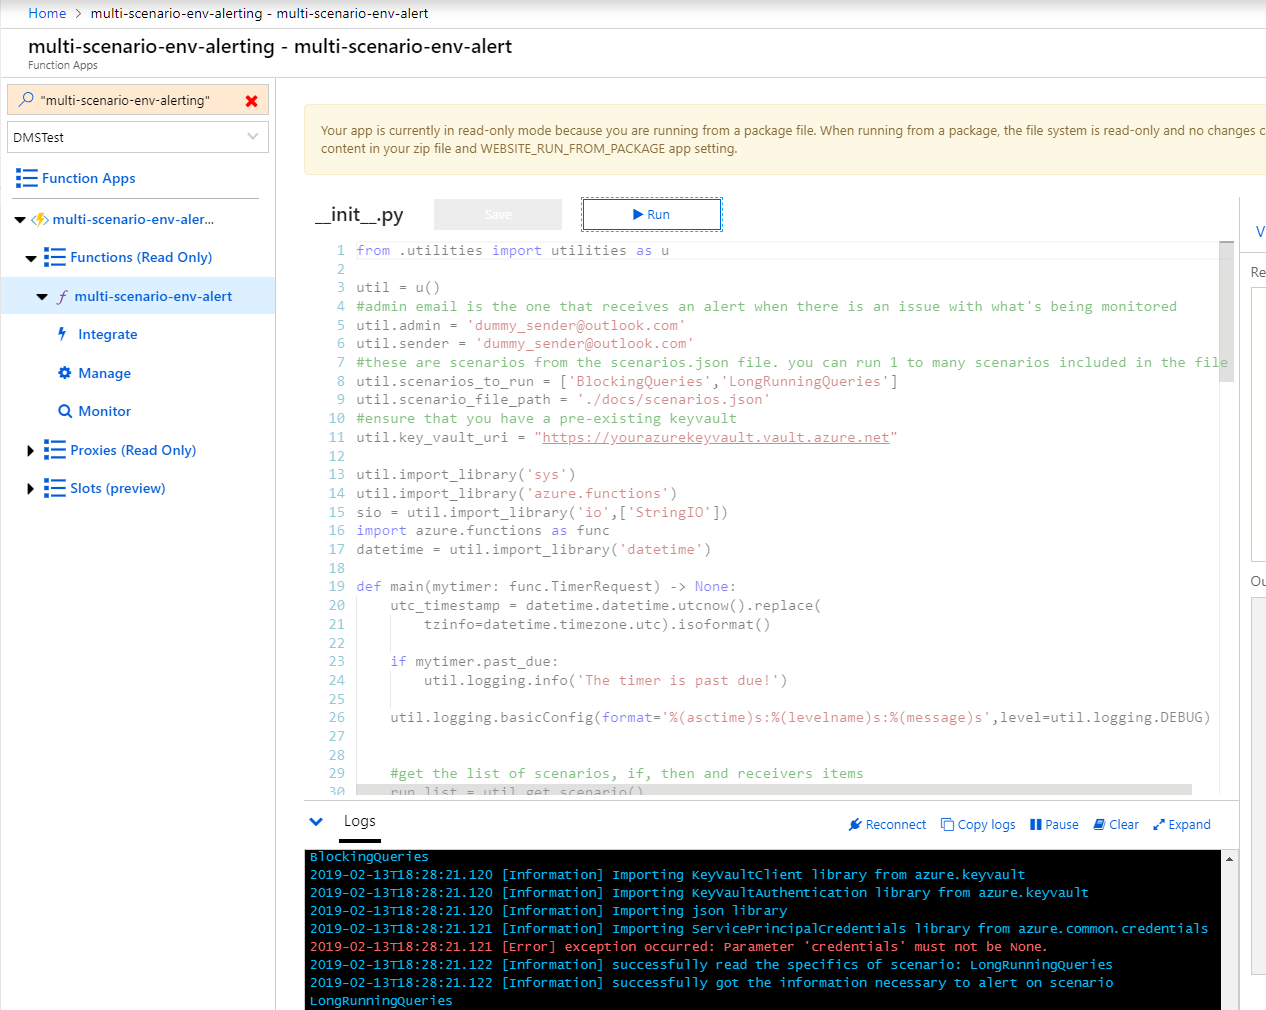 Home > multi-scenario-env-alerting - multi-scenario-env-alert
multi-scenario-env-alerting - multi-scenario-env-alert
Function Apps
"multi-scenario-env-alerting"
DMSTest
Function Apps
multi-scenario-env-aler...
Functions (Read Only)
multi-scenario-env-alert
Integrate
Manage
Monitor
Proxies (Read Only)
Slots (preview)
Your app is currently in read-only mode because you are running from a package file. When running from a package, the file system is read-only and no changes c
content in your zip file and WEBSITE_RUN_FROM_PACKAGE app setting.
__init__.py Save Run
1 from .utilities import utilities as u
2
3 util = u()
4 #admin email is the one that receives an alert when there is an issue with what's being monitored
5 util.admin = 'dummy_sender@outlook.com'
6 util.sender = 'dummy_sender@outlook.com'
7 #these are scenarios from the scenarios.json file. you can run 1 to many scenarios included in the file
8 util.scenarios_to_run = ['BlockingQueries','LongRunningQueries']
9 util.scenario_file_path = './docs/scenarios.json'
10 #ensure that you have a pre-existing keyvault
11 util.key_vault_uri = "https://yourazurekeyvault.vault.azure.net"
12
13 util.import_library('sys')
14 util.import_library('azure.functions')
15 sio = util.import_library('io',['StringIO'])
16 import azure.functions as func
17 datetime = util.import_library('datetime')
18
19 def main(mytimer: func.TimerRequest) -> None:
20     utc_timestamp = datetime.datetime.utcnow().replace(
21         tzinfo=datetime.timezone.utc).isoformat()
22
23     if mytimer.past_due:
24         util.logging.info('The timer is past due!')
25
26     util.logging.basicConfig(format='%(asctime)s:%(levelname)s:%(message)s',level=util.logging.DEBUG)
27
28
29     #get the list of scenarios, if, then and receivers items
30     run_list = util.get_scenario()
V
Re
Ou
Logs
Reconnect Copy logs Pause Clear Expand
BlockingQueries
2019-02-13T18:28:21.120 [Information] Importing KeyVaultClient library from azure.keyvault
2019-02-13T18:28:21.120 [Information] Importing KeyVaultAuthentication library from azure.keyvault
2019-02-13T18:28:21.120 [Information] Importing json library
2019-02-13T18:28:21.121 [Information] Importing ServicePrincipalCredentials library from azure.common.credentials
2019-02-13T18:28:21.121 [Error] exception occurred: Parameter 'credentials' must not be None.
2019-02-13T18:28:21.122 [Information] successfully read the specifics of scenario: LongRunningQueries
2019-02-13T18:28:21.122 [Information] successfully got the information necessary to alert on scenario
LongRunningQueries